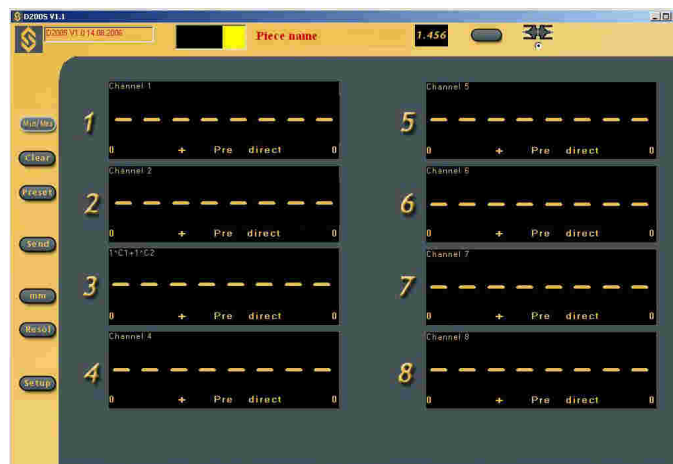 D200S V1.1
D200S V1.0 14.08.2006
Piece name
1.456
Min/Max
Clear
Preset
Send
mm
Resol
Setup
1
Channel 1
0 + Pre direct 0
2
Channel 2
0 + Pre direct 0
3
1*C1+1*C2
0 + Pre direct 0
4
Channel 4
0 + Pre direct 0
5
Channel 5
0 + Pre direct 0
6
Channel 6
0 + Pre direct 0
7
Channel 7
0 + Pre direct 0
8
Channel 8
0 + Pre direct 0